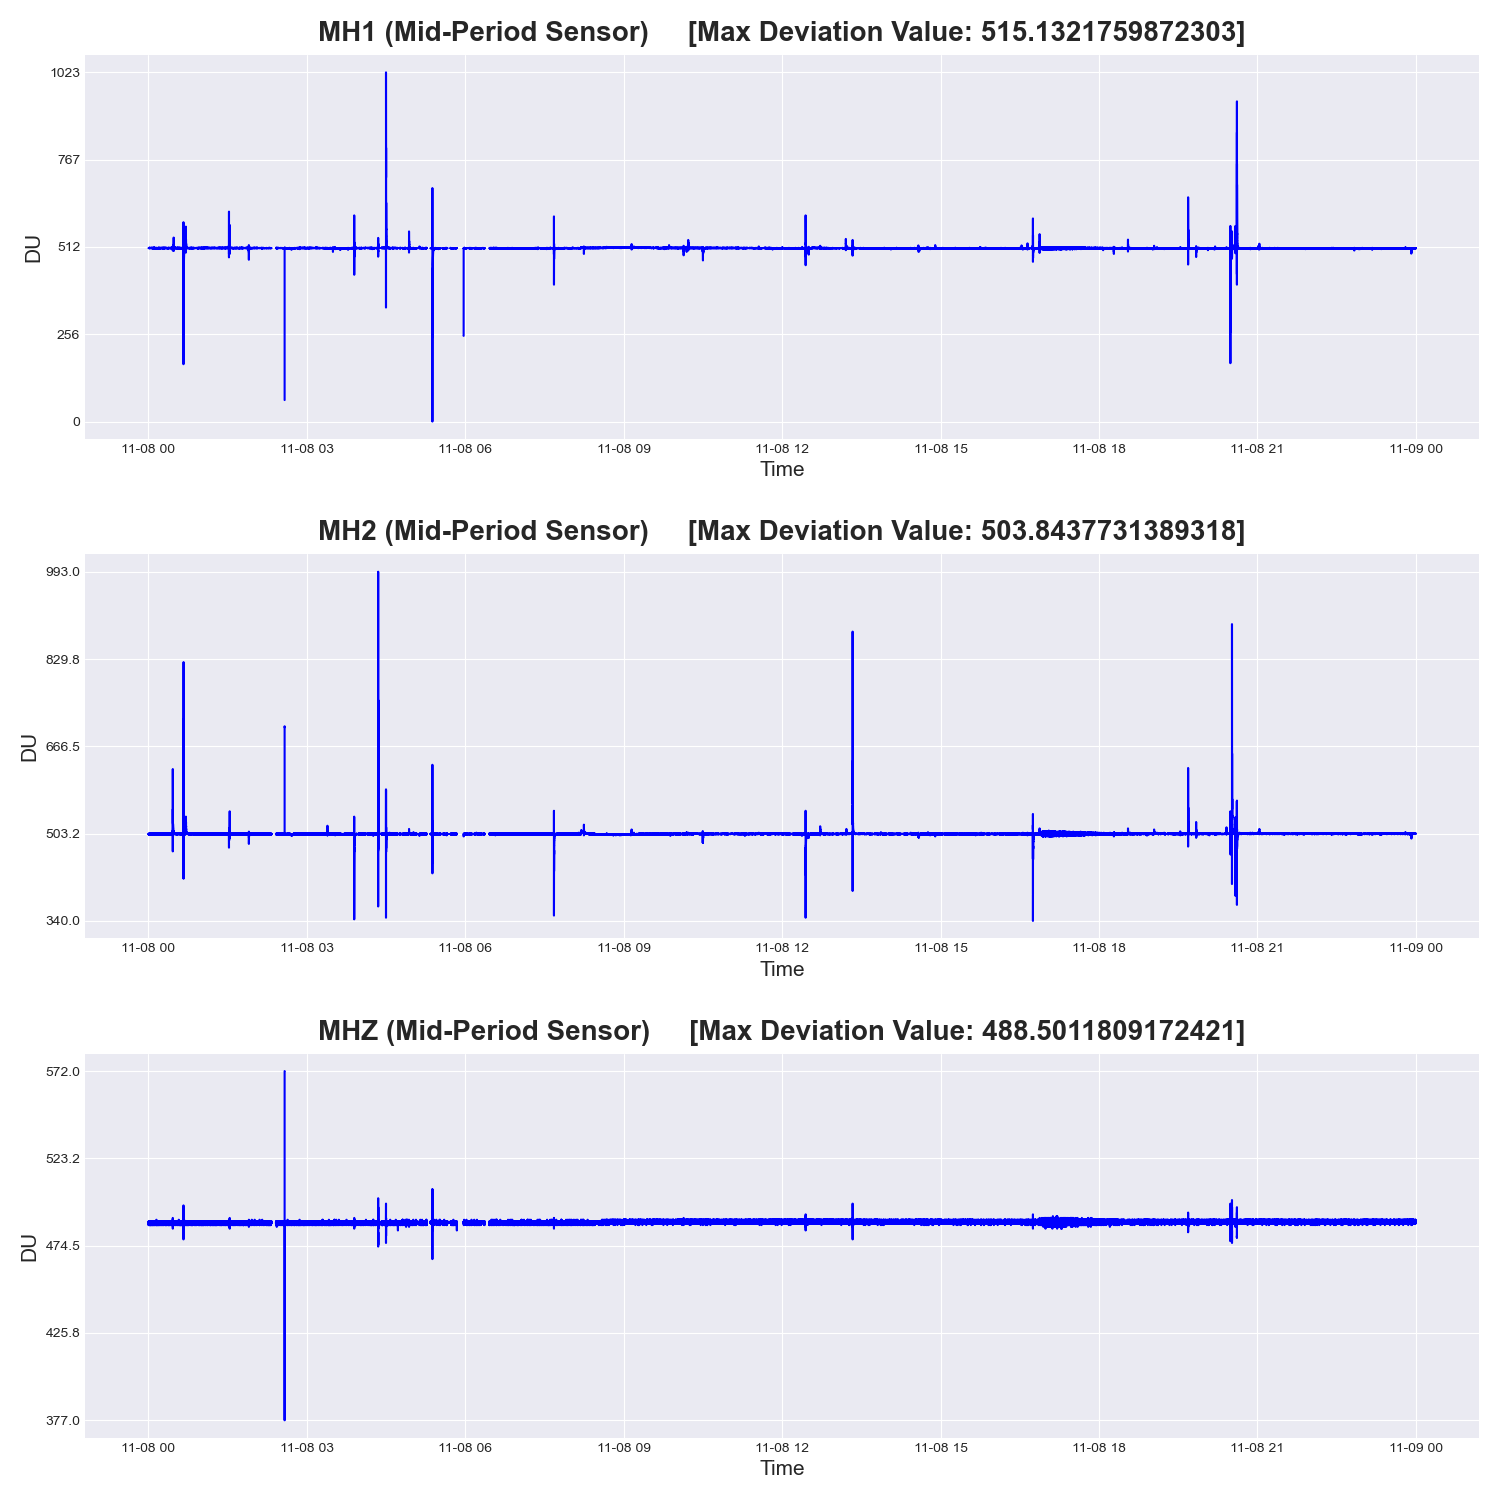 MH1 (Mid-Period Sensor) [Max Deviation Value: 515.1321759872303]
1023
767
512
256
0
DU
11-08 00 11-08 03 11-08 06 11-08 09 11-08 12 11-08 15 11-08 18 11-08 21 11-09 00
Time
MH2 (Mid-Period Sensor) [Max Deviation Value: 503.8437731389318]
993.0
829.8
666.5
503.2
340.0
DU
11-08 00 11-08 03 11-08 06 11-08 09 11-08 12 11-08 15 11-08 18 11-08 21 11-09 00
Time
MHZ (Mid-Period Sensor) [Max Deviation Value: 488.5011809172421]
572.0
523.2
474.5
425.8
377.0
DU
11-08 00 11-08 03 11-08 06 11-08 09 11-08 12 11-08 15 11-08 18 11-08 21 11-09 00
Time